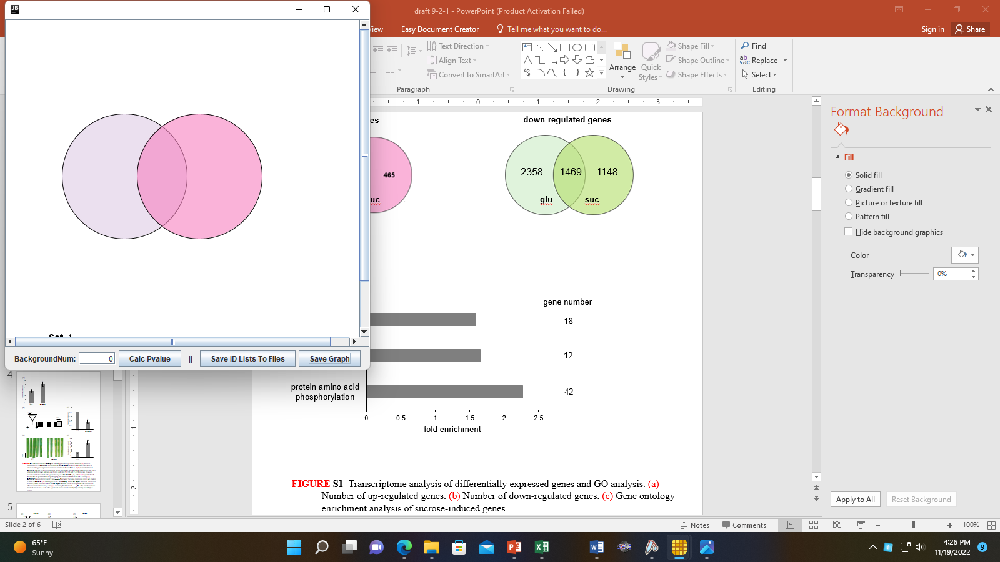 JB
draft 9-2-1 - PowerPoint (Product Activation Failed)
View
Easy Document Creator
Tell me what you want to do...
Sign in
Share
Text Direction
Align Text
Convert to SmartArt
Paragraph
Arrange
Quick
Styles
Shape Fill
Shape Outline
Shape Effects
Drawing
Find
Replace
Select
Editing
1 0 1 2 3
es
down-regulated genes
465
uc
2358 1469 1148
glu suc
gene number
18
12
protein amino acid
phosphorylation
42
0 0.5 1 1.5 2 2.5
fold enrichment
FIGURE S1 Transcriptome analysis of differentially expressed genes and GO analysis. (a)
Number of up-regulated genes. (b) Number of down-regulated genes. (c) Gene ontology
enrichment analysis of sucrose-induced genes.
BackgroundNum: 0 Calc Pvalue || Save ID Lists To Files Save Graph
4
5
1
2
Format Background
Fill
Solid fill
Gradient fill
Picture or texture fill
Pattern fill
Hide background graphics
Color
Transparency 0%
Apply to All Reset Background
Slide 2 of 6
Notes Comments 100%
65°F
Sunny
4:26 PM
11/19/2022
9